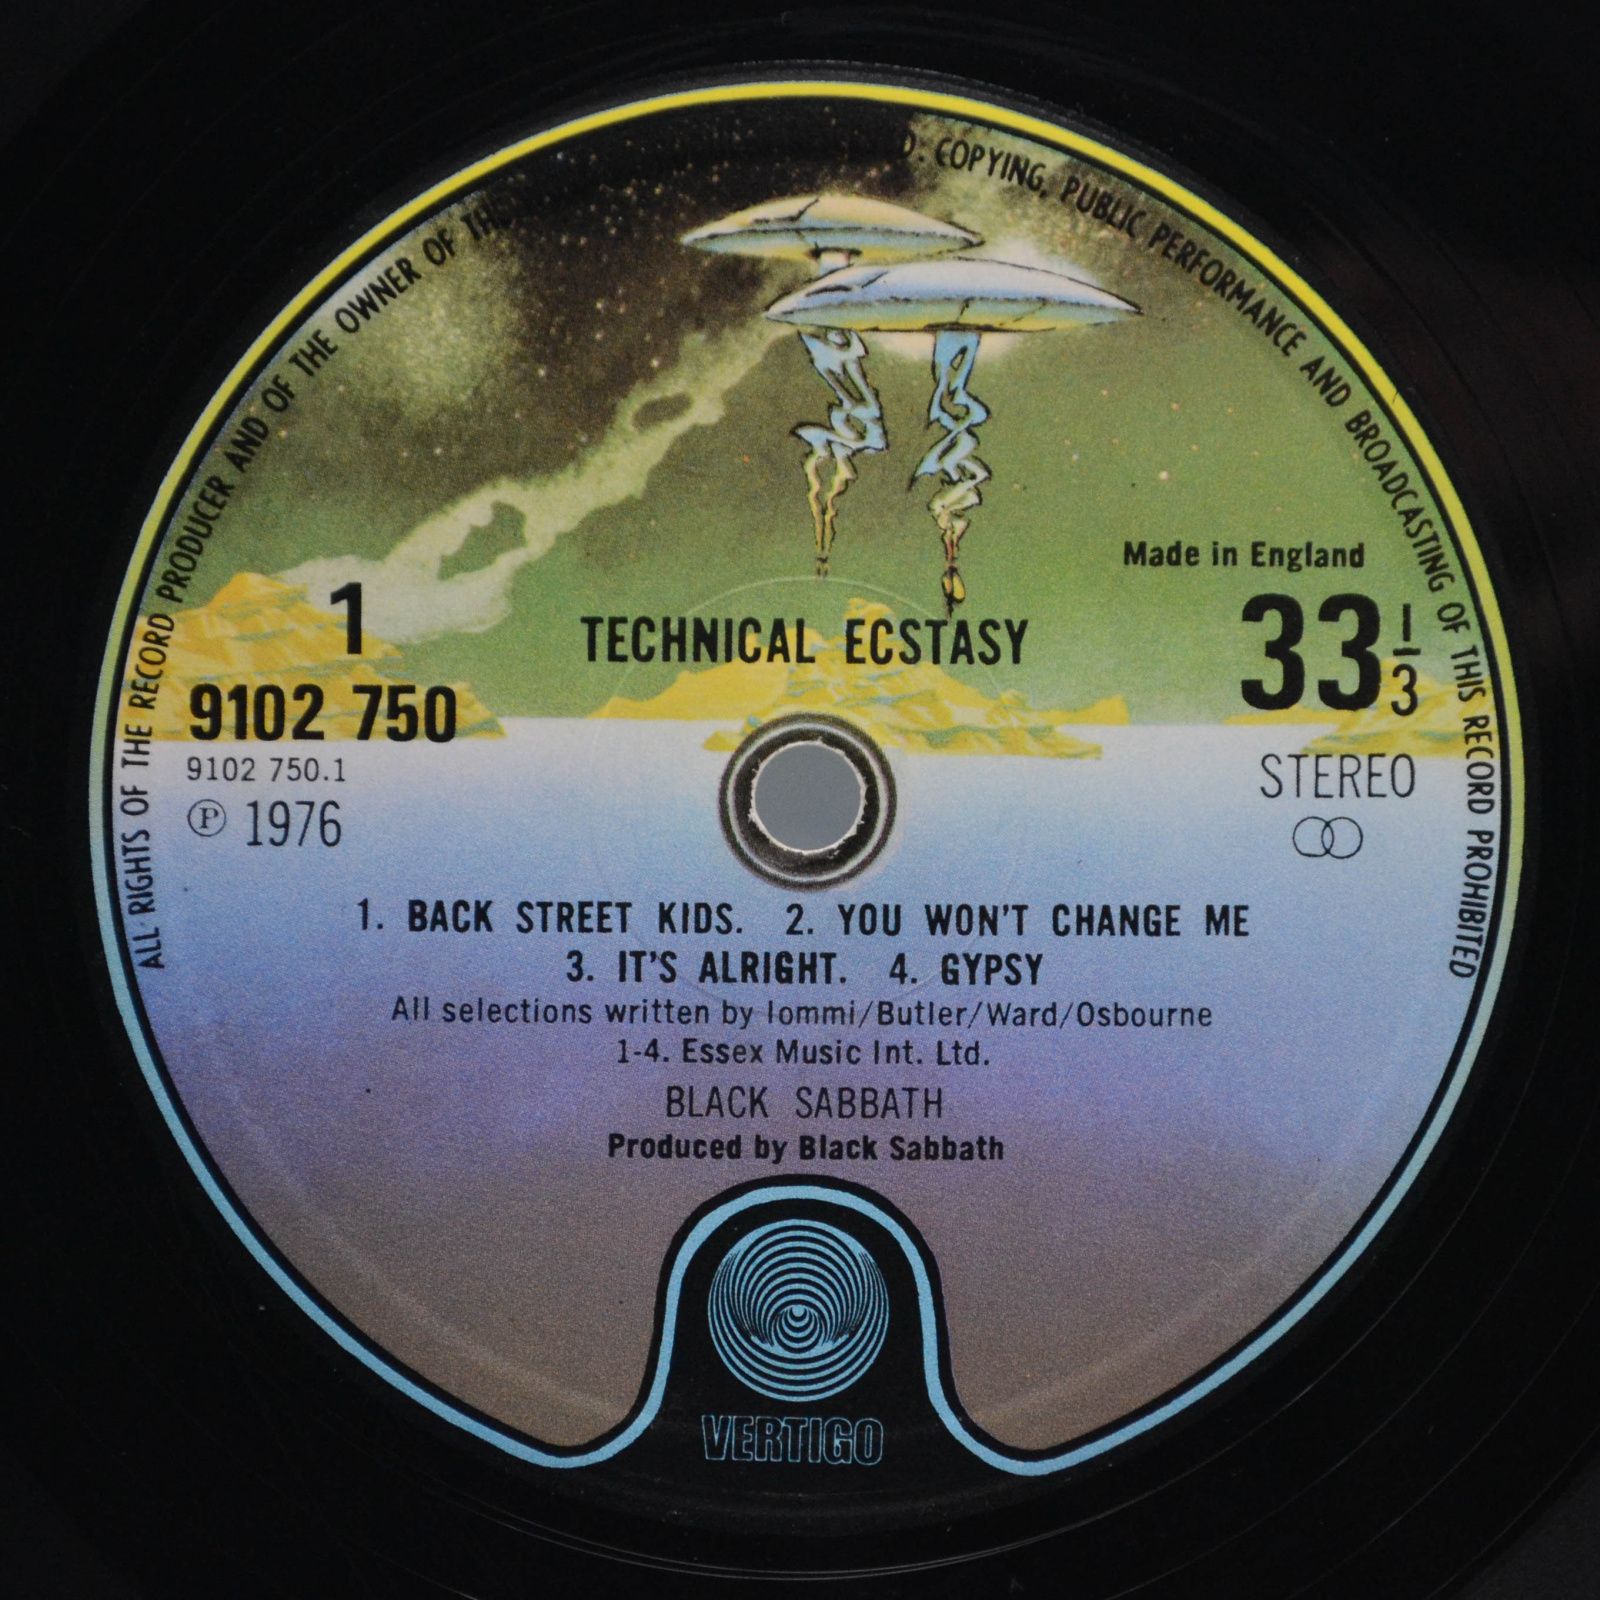 ALL RIGHTS OF THE RECORD PRODUCER AND OF THE OWNER OF THE
COPYING, PUBLIC PERFORMANCE AND BROADCASTING OF THIS RECORD PROHIBITED
Made in England
1
TECHNICAL ECSTASY
33 1/3
9102 750
9102 750.1
STEREO
Ⓟ 1976
1. BACK STREET KIDS. 2. YOU WON'T CHANGE ME
3. IT'S ALRIGHT. 4. GYPSY
All selections written by Iommi/Butler/Ward/Osbourne
1-4. Essex Music Int. Ltd.
BLACK SABBATH
Produced by Black Sabbath
VERTIGO